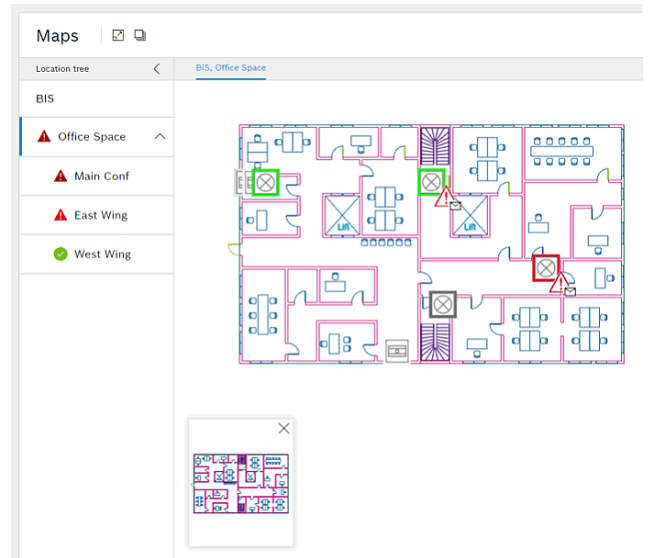 Maps
Location tree
BIS, Office Space
BIS
Office Space
Main Conf
East Wing
West Wing
Lift
Lift